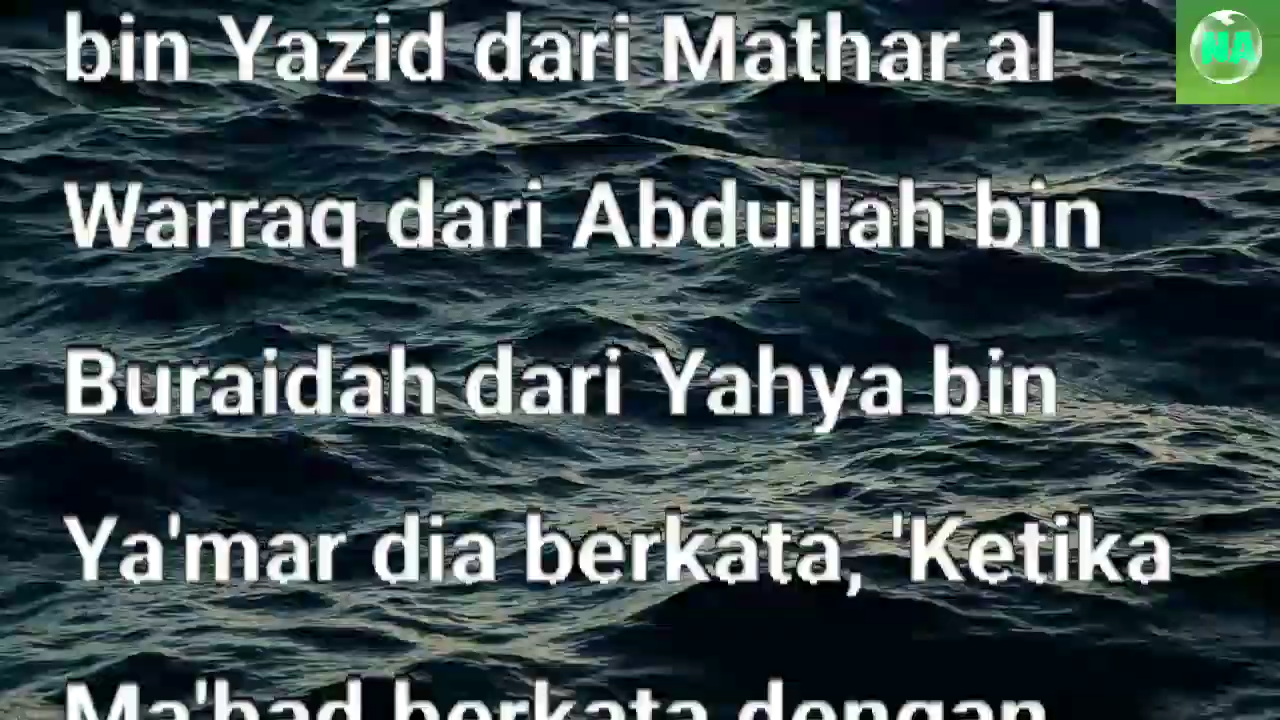 bin Yazid dari Mathar al
NA
Warraq dari Abdullah bin
Buraidah dari Yahya bin
Ya'mar dia berkata, 'Ketika
Ma'bad berkata dengan